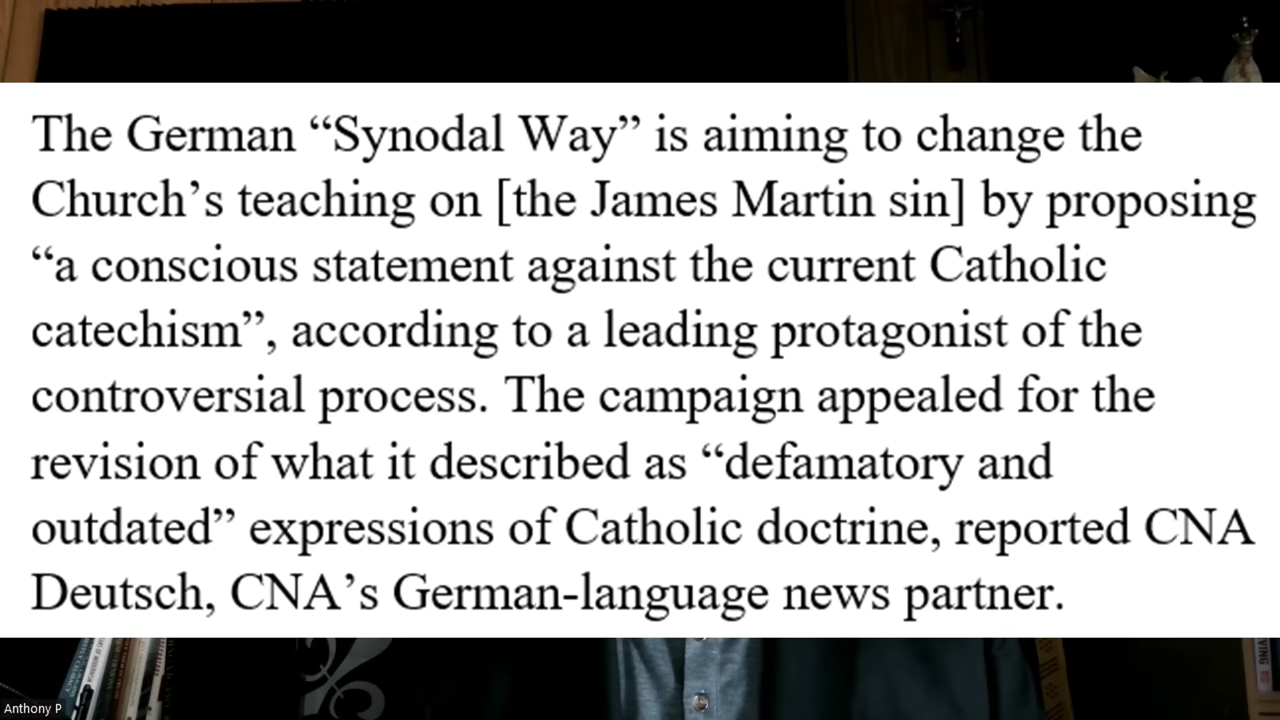 The German “Synodal Way” is aiming to change the
Church’s teaching on [the James Martin sin] by proposing
“a conscious statement against the current Catholic
catechism”, according to a leading protagonist of the
controversial process. The campaign appealed for the
revision of what it described as “defamatory and
outdated” expressions of Catholic doctrine, reported CNA
Deutsch, CNA’s German-language news partner.
Anthony P